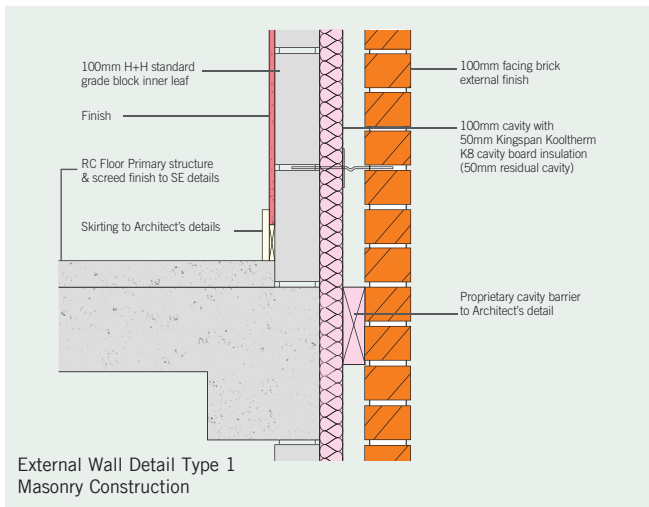 100mm H+H standard
grade block inner leaf
Finish
RC Floor Primary structure
& screed finish to SE details
Skirting to Architect's details
100mm facing brick
external finish
100mm cavity with
50mm Kingspan Kooltherm
K8 cavity board insulation
(50mm residual cavity)
Proprietary cavity barrier
to Architect's detail
External Wall Detail Type 1
Masonry Construction